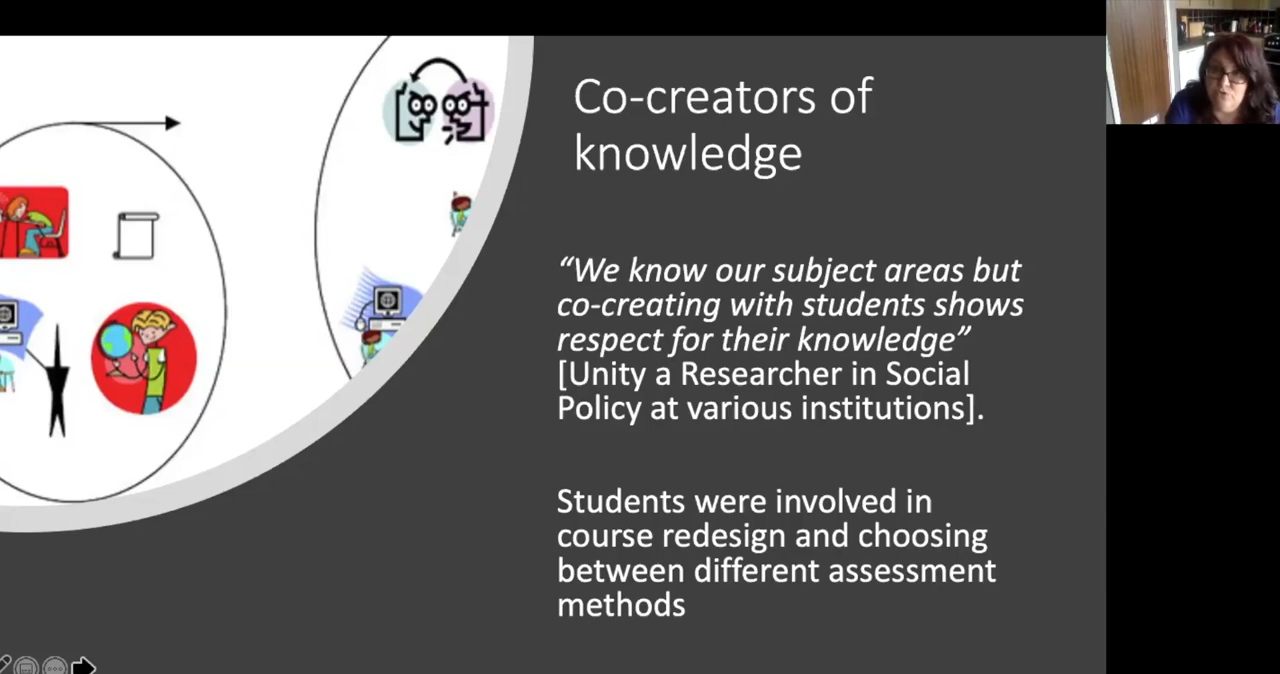 Co-creators of
knowledge
“We know our subject areas but
co-creating with students shows
respect for their knowledge”
[Unity a Researcher in Social
Policy at various institutions].
Students were involved in
course redesign and choosing
between different assessment
methods